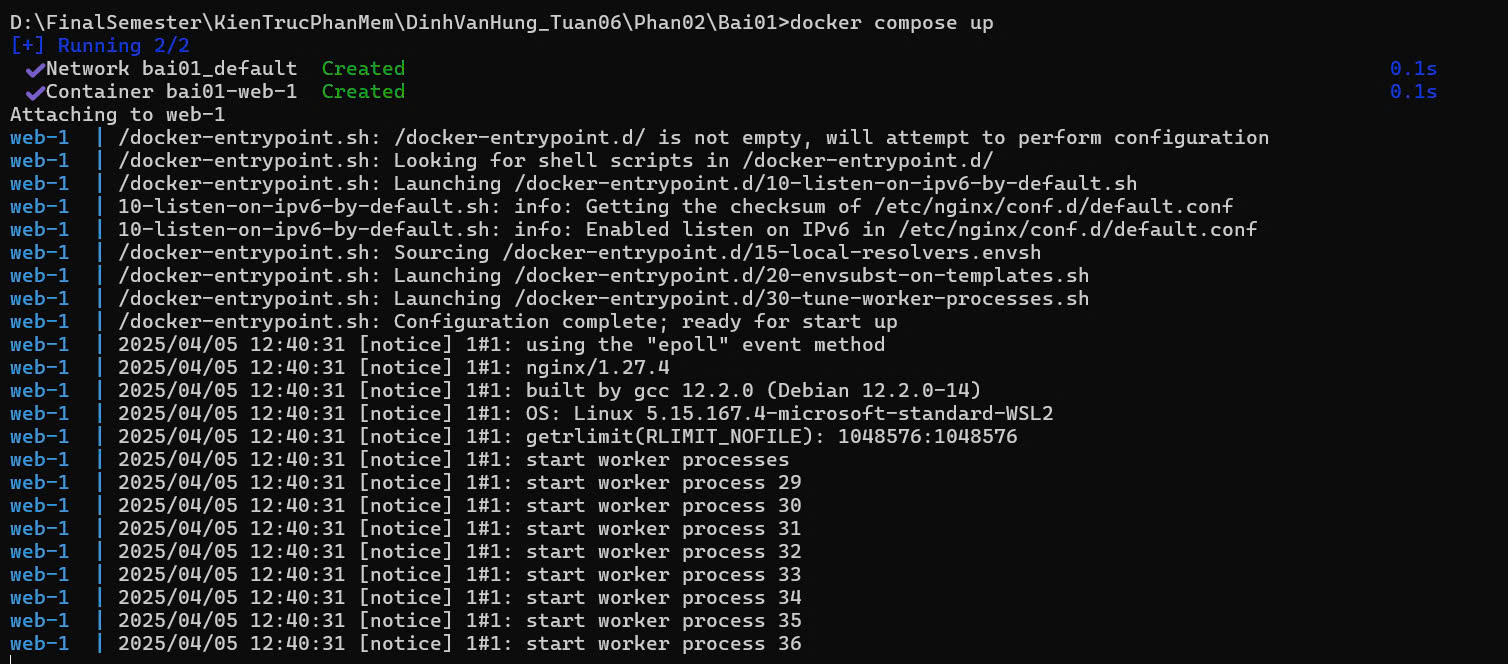 D:\FinalSemester\KienTrucPhanMem\DinhVanHung_Tuan06\Phan02\Bai01>docker compose up
[+] Running 2/2
✔Network bai01_default  Created 0.1s
✔Container bai01-web-1  Created 0.1s
Attaching to web-1
web-1  | /docker-entrypoint.sh: /docker-entrypoint.d/ is not empty, will attempt to perform configuration
web-1  | /docker-entrypoint.sh: Looking for shell scripts in /docker-entrypoint.d/
web-1  | /docker-entrypoint.sh: Launching /docker-entrypoint.d/10-listen-on-ipv6-by-default.sh
web-1  | 10-listen-on-ipv6-by-default.sh: info: Getting the checksum of /etc/nginx/conf.d/default.conf
web-1  | 10-listen-on-ipv6-by-default.sh: info: Enabled listen on IPv6 in /etc/nginx/conf.d/default.conf
web-1  | /docker-entrypoint.sh: Sourcing /docker-entrypoint.d/15-local-resolvers.envsh
web-1  | /docker-entrypoint.sh: Launching /docker-entrypoint.d/20-envsubst-on-templates.sh
web-1  | /docker-entrypoint.sh: Launching /docker-entrypoint.d/30-tune-worker-processes.sh
web-1  | /docker-entrypoint.sh: Configuration complete; ready for start up
web-1  | 2025/04/05 12:40:31 [notice] 1#1: using the "epoll" event method
web-1  | 2025/04/05 12:40:31 [notice] 1#1: nginx/1.27.4
web-1  | 2025/04/05 12:40:31 [notice] 1#1: built by gcc 12.2.0 (Debian 12.2.0-14)
web-1  | 2025/04/05 12:40:31 [notice] 1#1: OS: Linux 5.15.167.4-microsoft-standard-WSL2
web-1  | 2025/04/05 12:40:31 [notice] 1#1: getrlimit(RLIMIT_NOFILE): 1048576:1048576
web-1  | 2025/04/05 12:40:31 [notice] 1#1: start worker processes
web-1  | 2025/04/05 12:40:31 [notice] 1#1: start worker process 29
web-1  | 2025/04/05 12:40:31 [notice] 1#1: start worker process 30
web-1  | 2025/04/05 12:40:31 [notice] 1#1: start worker process 31
web-1  | 2025/04/05 12:40:31 [notice] 1#1: start worker process 32
web-1  | 2025/04/05 12:40:31 [notice] 1#1: start worker process 33
web-1  | 2025/04/05 12:40:31 [notice] 1#1: start worker process 34
web-1  | 2025/04/05 12:40:31 [notice] 1#1: start worker process 35
web-1  | 2025/04/05 12:40:31 [notice] 1#1: start worker process 36